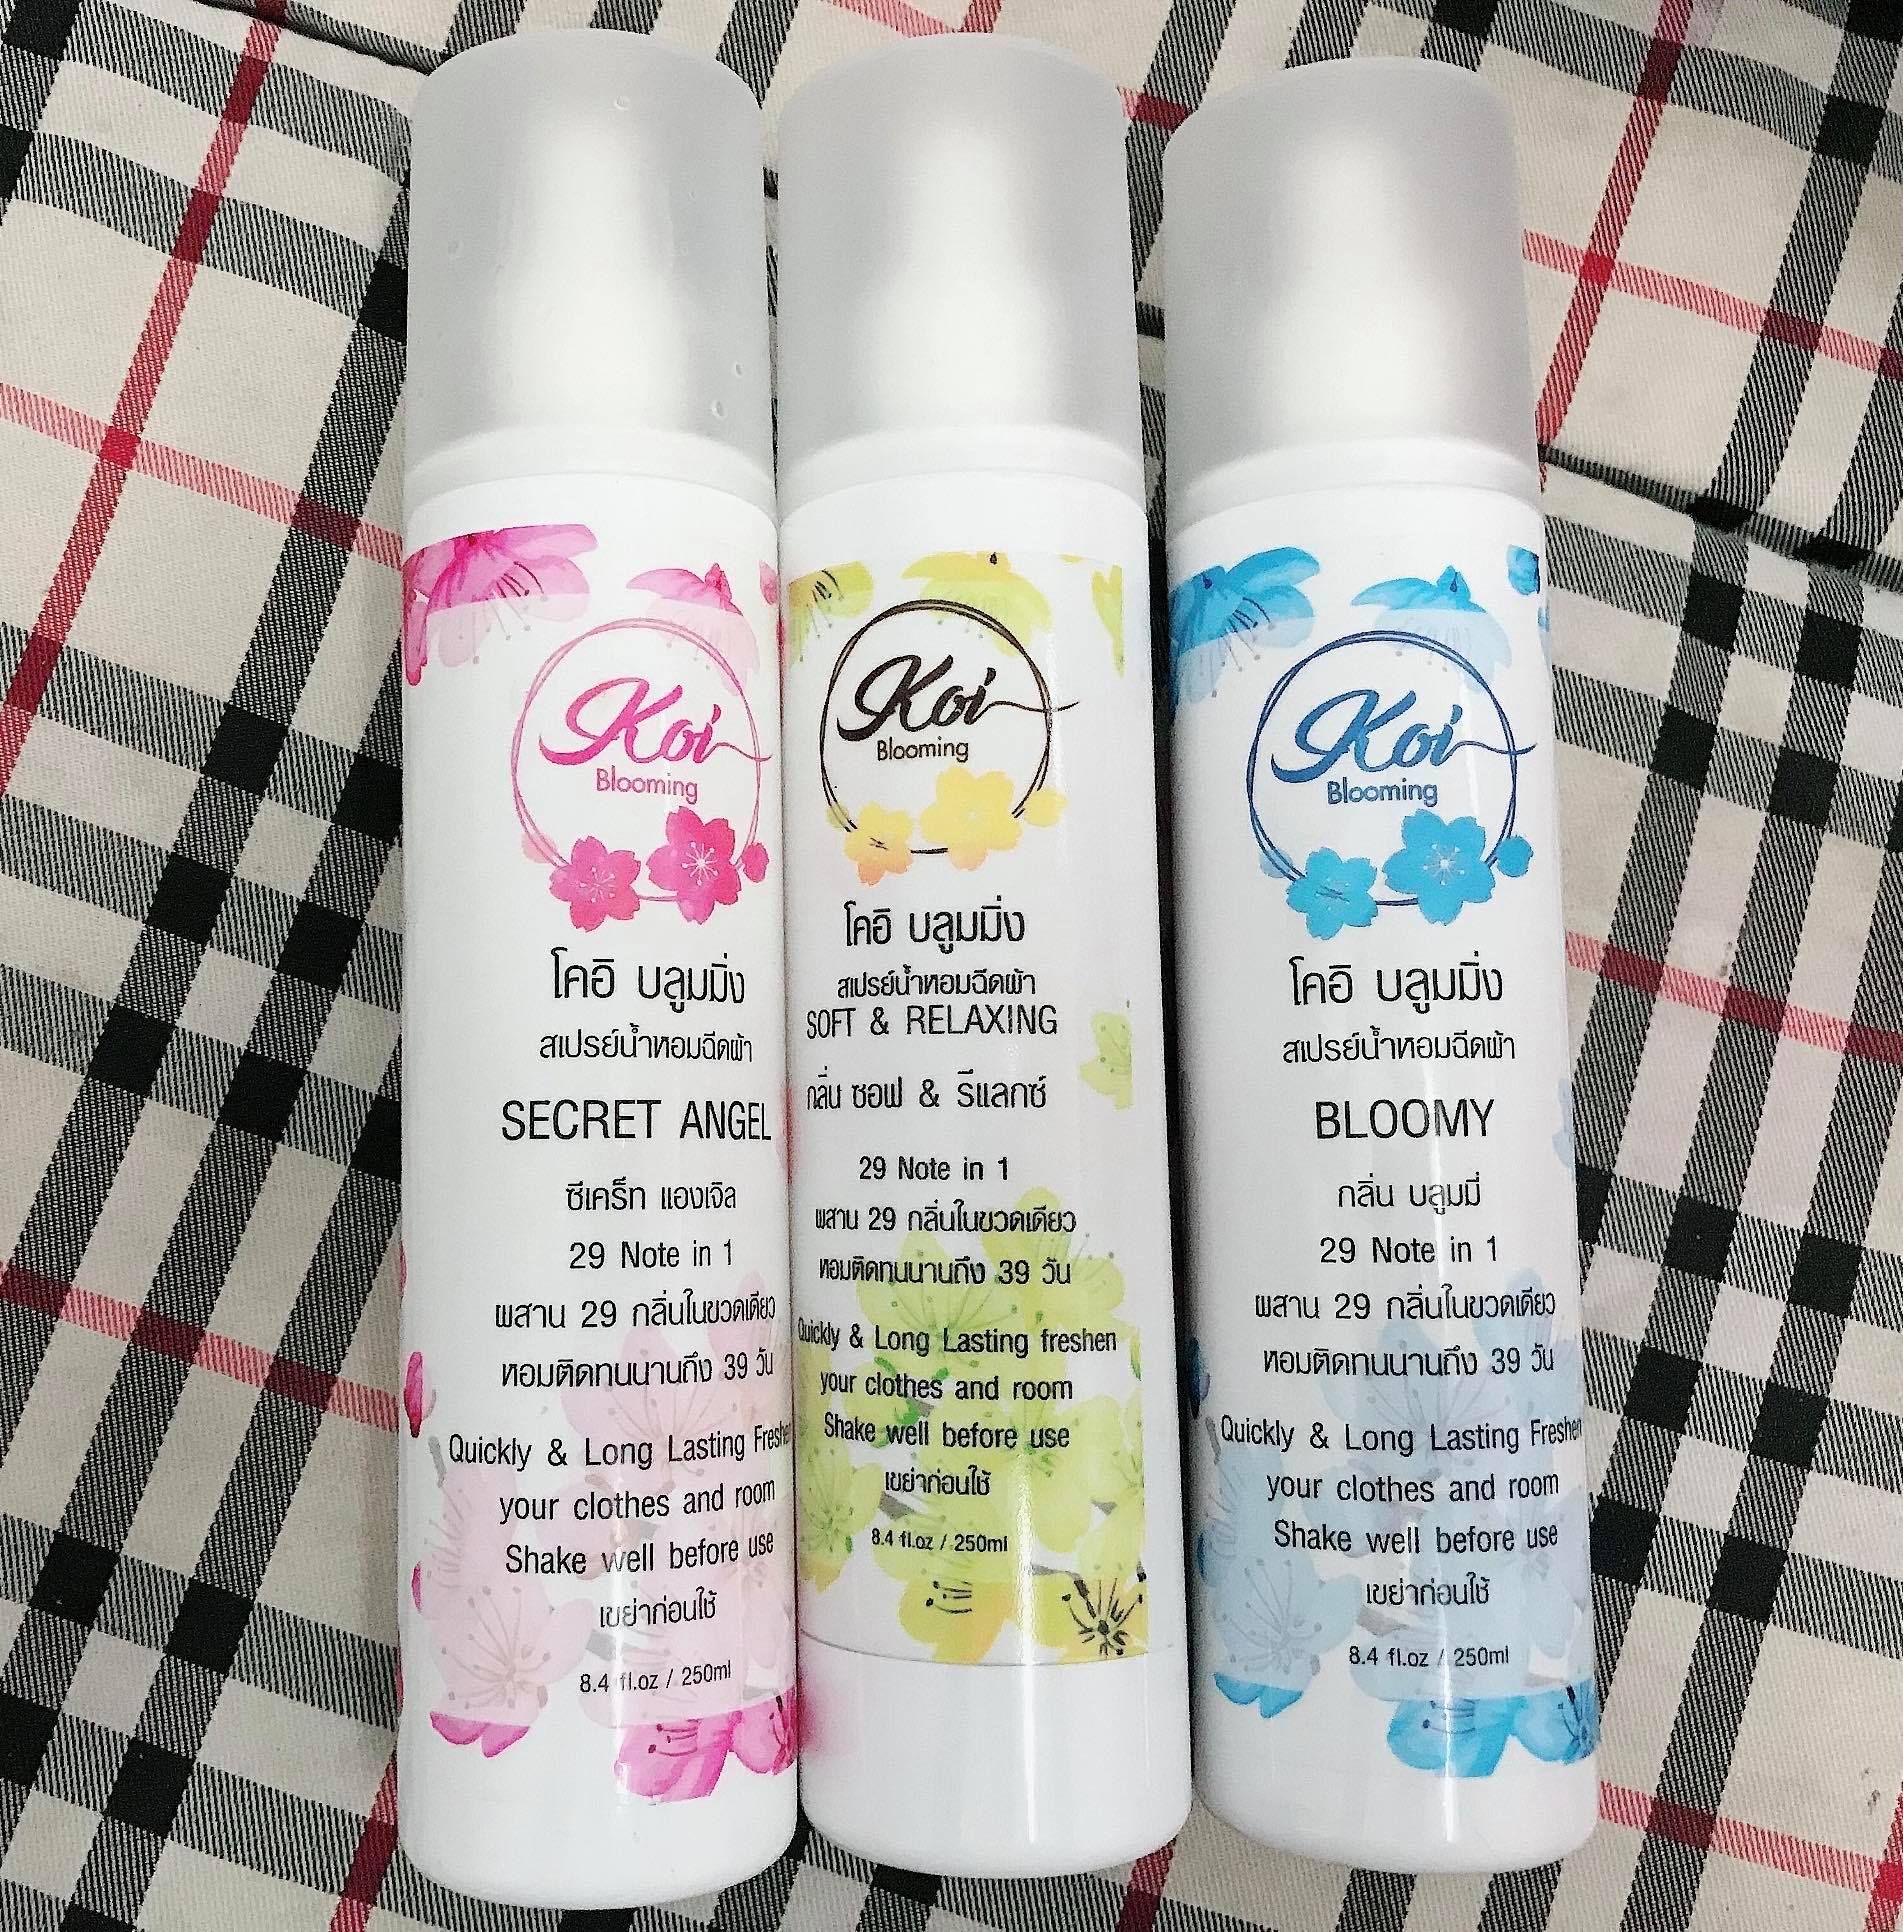 Koi
Blooming
โคอิ บลูมมิ่ง
สเปรย์น้ำหอมฉีดผ้า
SECRET ANGEL
ซีเคร็ท แองเจิล
29 Note in 1
ผสาน 29 กลิ่นในขวดเดียว
หอมติดทนนานถึง 39 วัน
Quickly & Long Lasting Freshen
your clothes and room
Shake well before use
เขย่าก่อนใช้
8.4 fl.oz / 250ml
Koi
Blooming
โคอิ บลูมมิ่ง
สเปรย์น้ำหอมฉีดผ้า
SOFT & RELAXING
กลิ่น ซอฟ & รีแลกซ์
29 Note in 1
ผสาน 29 กลิ่นในขวดเดียว
หอมติดทนนานถึง 39 วัน
Quickly & Long Lasting freshen
your clothes and room
Shake well before use
เขย่าก่อนใช้
8.4 fl.oz / 250ml
Koi
Blooming
โคอิ บลูมมิ่ง
สเปรย์น้ำหอมฉีดผ้า
BLOOMY
กลิ่น บลูมมี่
29 Note in 1
ผสาน 29 กลิ่นในขวดเดียว
หอมติดทนนานถึง 39 วัน
Quickly & Long Lasting Freshen
your clothes and room
Shake well before use
เขย่าก่อนใช้
8.4 fl.oz / 250ml